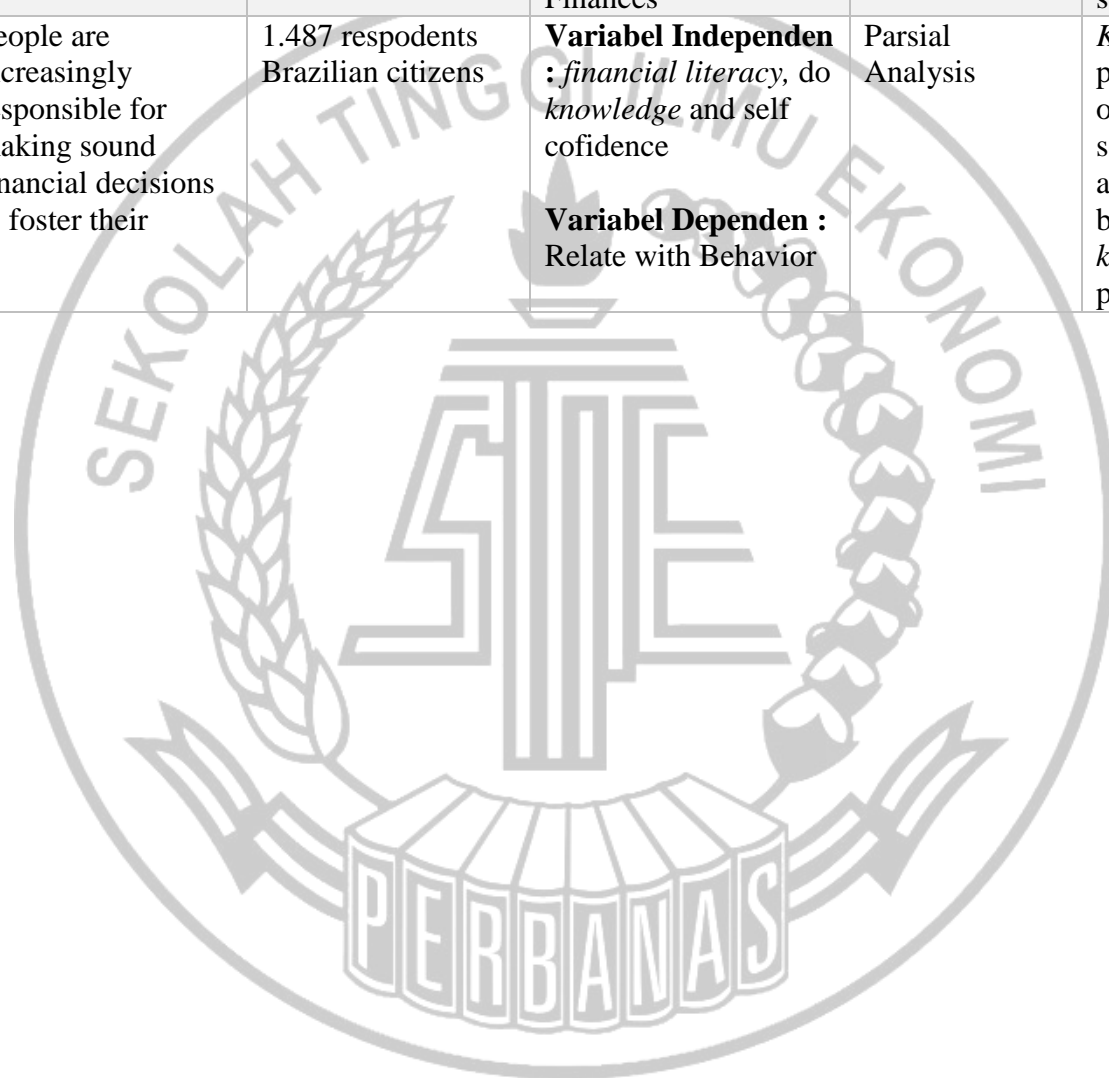 Finances
eople are
creasingly
sponsible for
aking sound
nancial decisions
foster their
1.487 respodents
Brazilian citizens
Variabel Independen
: financial literacy, do
knowledge and self
cofidence
Variabel Dependen :
Relate with Behavior
Parsial
Analysis
SEKOLAH TINGGI ILMU EKONOMI
STIE
PERBANAS